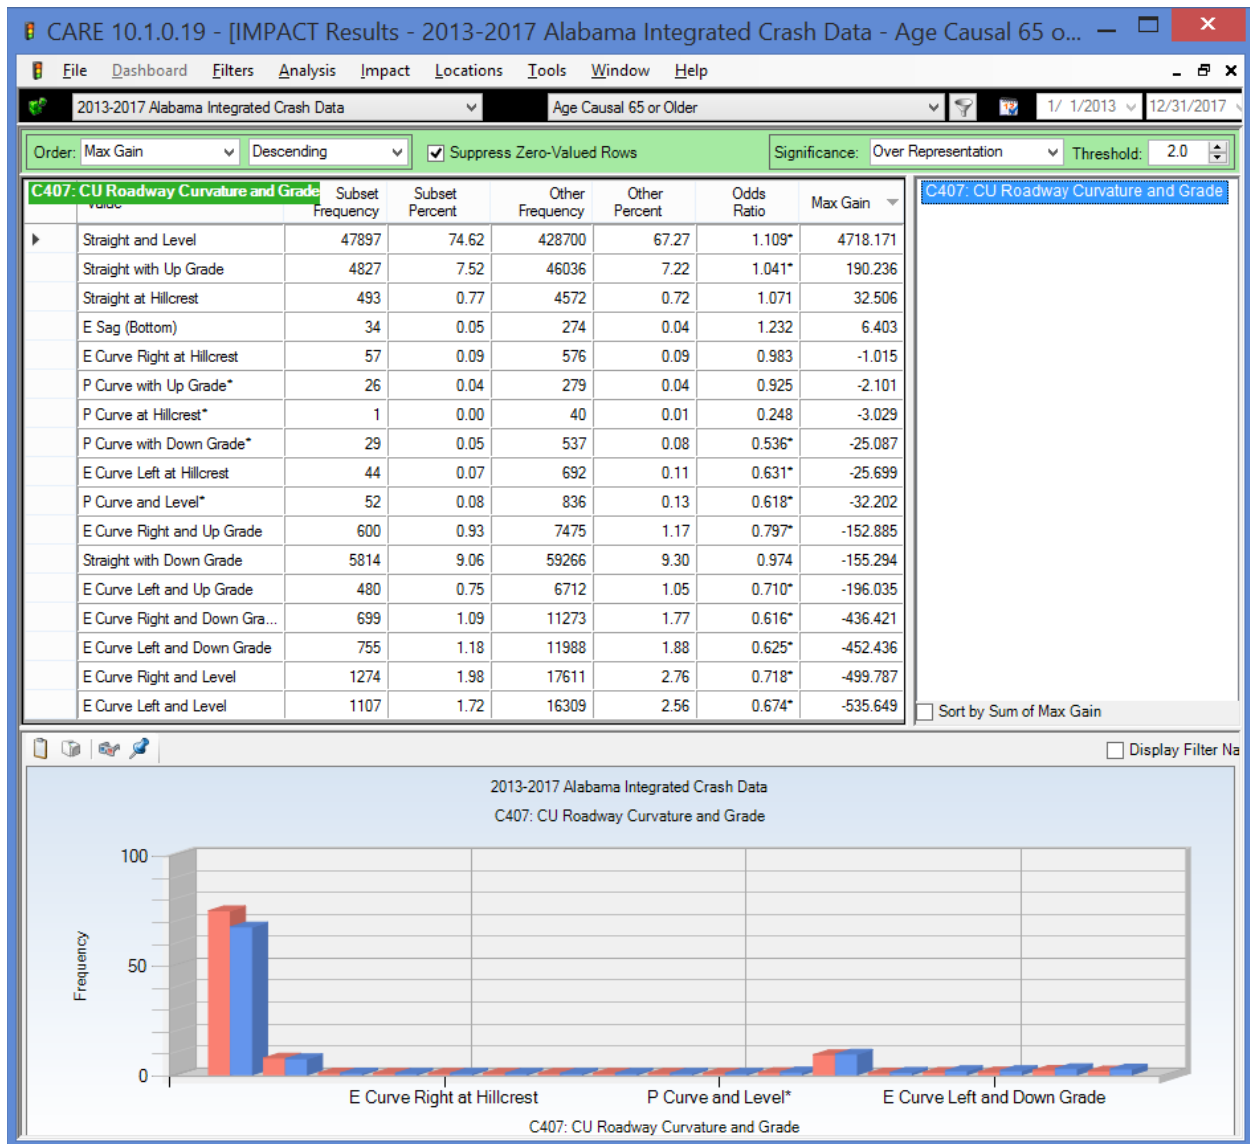 CARE 10.1.0.19 - [IMPACT Results - 2013-2017 Alabama Integrated Crash Data - Age Causal 65 o...
File Dashboard Filters Analysis Impact Locations Tools Window Help
2013-2017 Alabama Integrated Crash Data Age Causal 65 or Older 1/ 1/2013 12/31/2017
Order: Max Gain Descending Suppress Zero-Valued Rows Significance: Over Representation Threshold: 2.0
C407: CU Roadway Curvature and Grade Subset Frequency Subset Percent Other Frequency Other Percent Odds Ratio Max Gain C407: CU Roadway Curvature and Grade
Straight and Level 47897 74.62 428700 67.27 1.109* 4718.171
Straight with Up Grade 4827 7.52 46036 7.22 1.041* 190.236
Straight at Hillcrest 493 0.77 4572 0.72 1.071 32.506
E Sag (Bottom) 34 0.05 274 0.04 1.232 6.403
E Curve Right at Hillcrest 57 0.09 576 0.09 0.983 -1.015
P Curve with Up Grade* 26 0.04 279 0.04 0.925 -2.101
P Curve at Hillcrest* 1 0.00 40 0.01 0.248 -3.029
P Curve with Down Grade* 29 0.05 537 0.08 0.536* -25.087
E Curve Left at Hillcrest 44 0.07 692 0.11 0.631* -25.699
P Curve and Level* 52 0.08 836 0.13 0.618* -32.202
E Curve Right and Up Grade 600 0.93 7475 1.17 0.797* -152.885
Straight with Down Grade 5814 9.06 59266 9.30 0.974 -155.294
E Curve Left and Up Grade 480 0.75 6712 1.05 0.710* -196.035
E Curve Right and Down Gra... 699 1.09 11273 1.77 0.616* -436.421
E Curve Left and Down Grade 755 1.18 11988 1.88 0.625* -452.436
E Curve Right and Level 1274 1.98 17611 2.76 0.718* -499.787
E Curve Left and Level 1107 1.72 16309 2.56 0.674* -535.649
Sort by Sum of Max Gain
Display Filter Na
2013-2017 Alabama Integrated Crash Data
C407: CU Roadway Curvature and Grade
100
50
0
Frequency
E Curve Right at Hillcrest P Curve and Level* E Curve Left and Down Grade
C407: CU Roadway Curvature and Grade